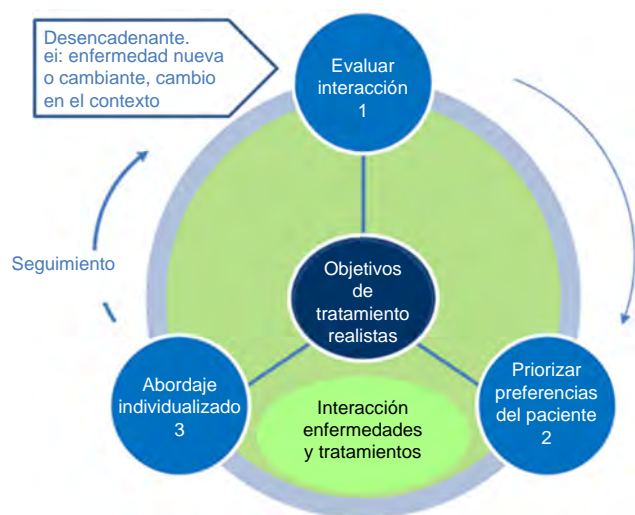 Desencadenante.
ei: enfermedad nueva
o cambiante, cambio
en el contexto
Evaluar
interacción
1
Seguimiento
Objetivos
de
tratamiento
realistas
Abordaje
individualizado
3
Interacción
enfermedades
y tratamientos
Priorizar
preferencias
del paciente
2